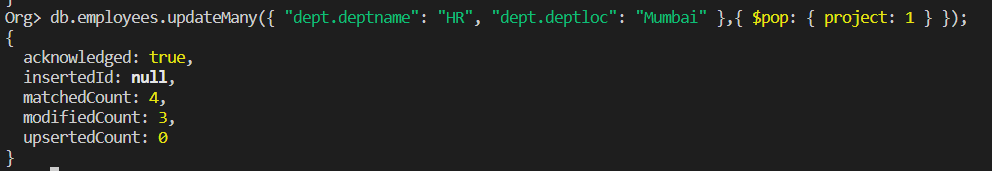 Org> db.employees.updateMany({ "dept.deptname": "HR", "dept.deptloc": "Mumbai" },{ $pop: { project: 1 } });
{
  acknowledged: true,
  insertedId: null,
  matchedCount: 4,
  modifiedCount: 3,
  upsertedCount: 0
}